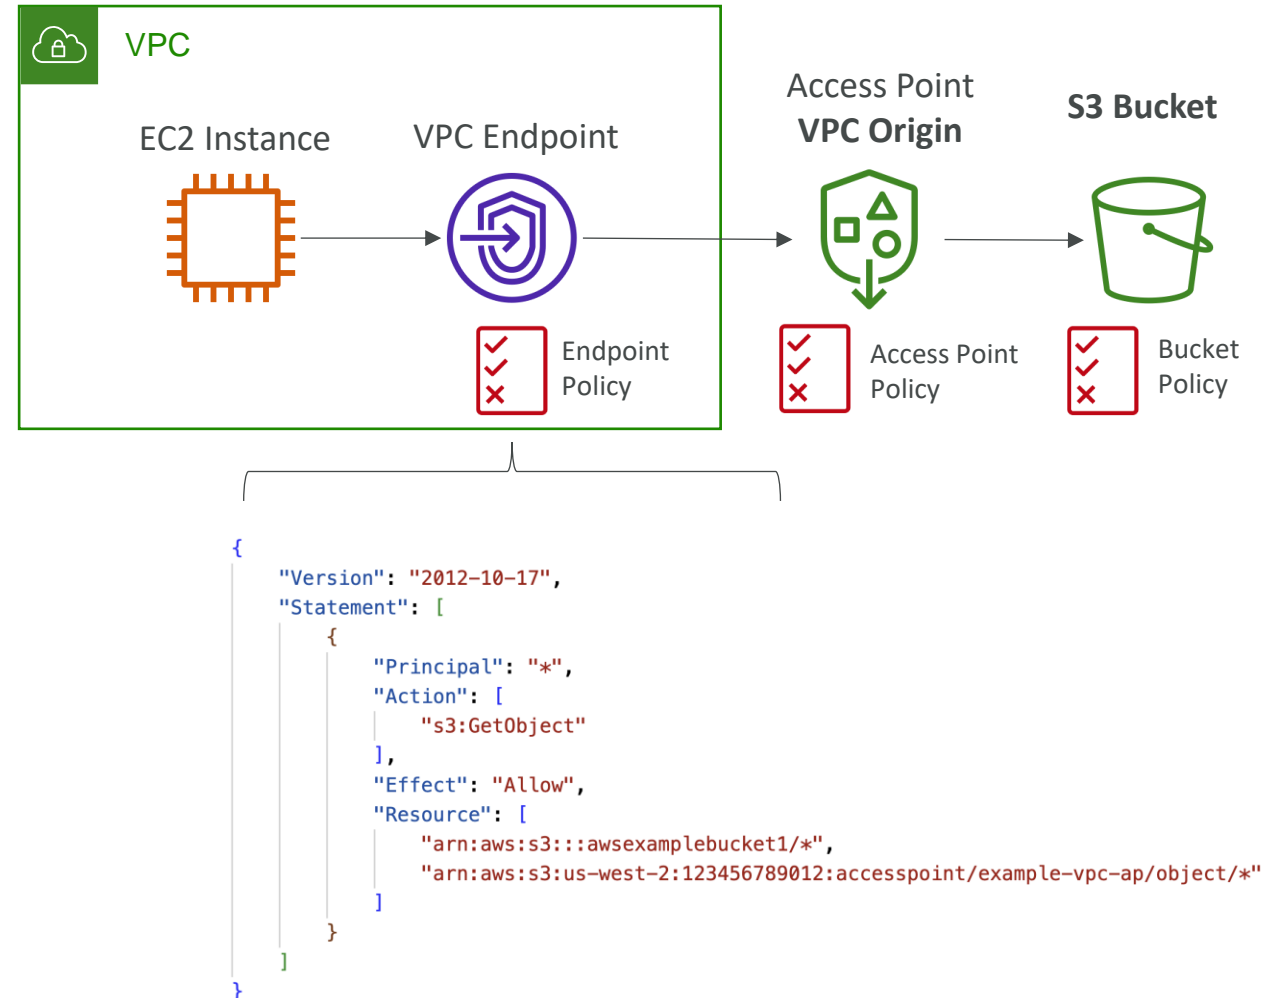 VPC
EC2 Instance
VPC Endpoint
Access Point
VPC Origin
S3 Bucket
Endpoint
Policy
Access Point
Policy
Bucket
Policy
{
    "Version": "2012-10-17",
    "Statement": [
        {
            "Principal": "*",
            "Action": [
                "s3:GetObject"
            ],
            "Effect": "Allow",
            "Resource": [
                "arn:aws:s3:::awsexamplebucket1/*",
                "arn:aws:s3:us-west-2:123456789012:accesspoint/example-vpc-ap/object/*"
            ]
        }
    ]
}